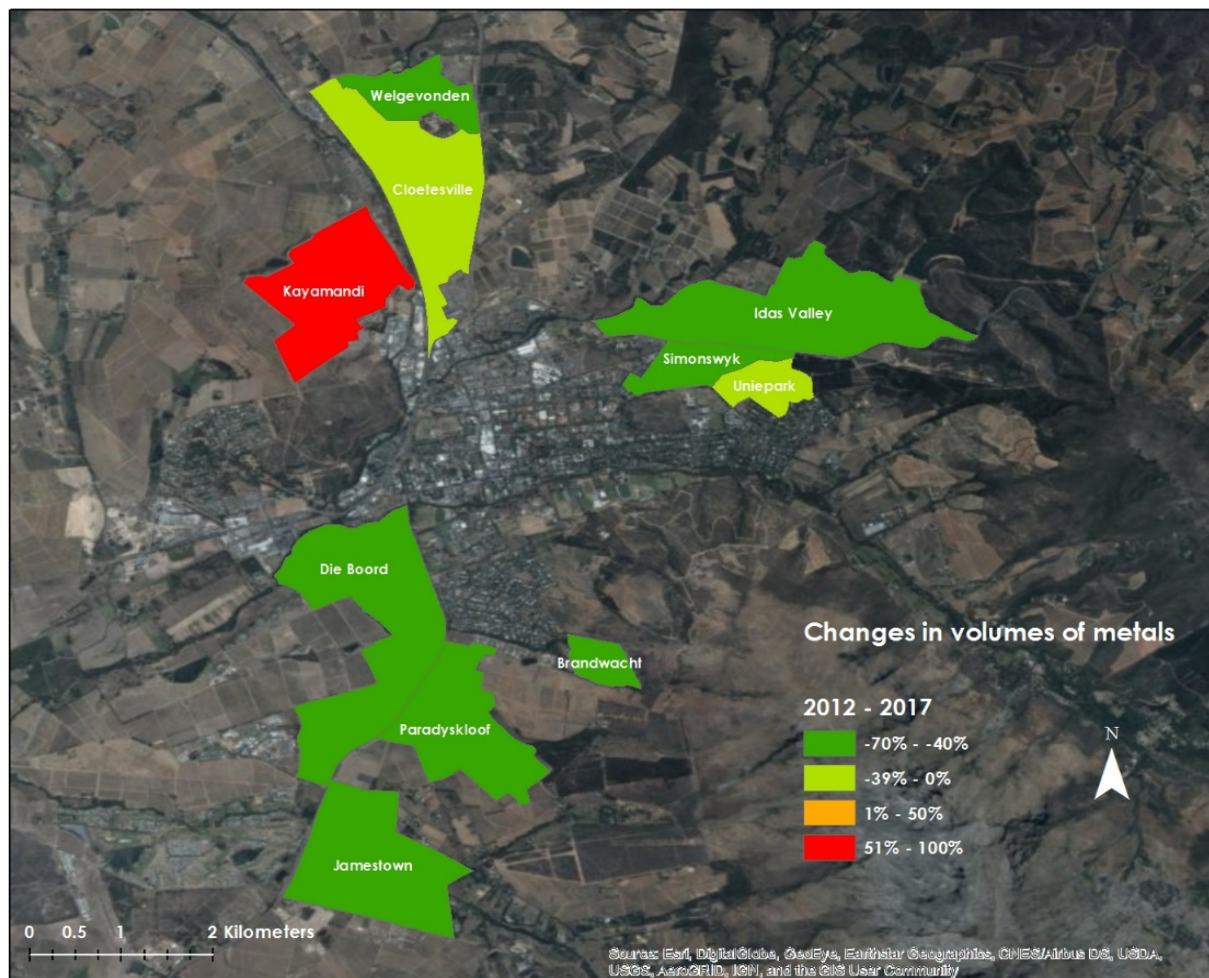 Welgevonden
Cloetesville
Kayamandi
Idas Valley
Simonswyk
Uniepark
Die Boord
Brandwacht
Paradyskloof
Jamestown
Changes in volumes of metals
2012 - 2017
-70% - -40%
-39% - 0%
1% - 50%
51% - 100%
N
0 0.5 1 2 Kilometers
Source: Esri, DigitalGlobe, GeoEye, Earthstar Geographics, CNES/Airbus DS, USDA,
USGS, AeroGRID, IGN, and the GIS User Community